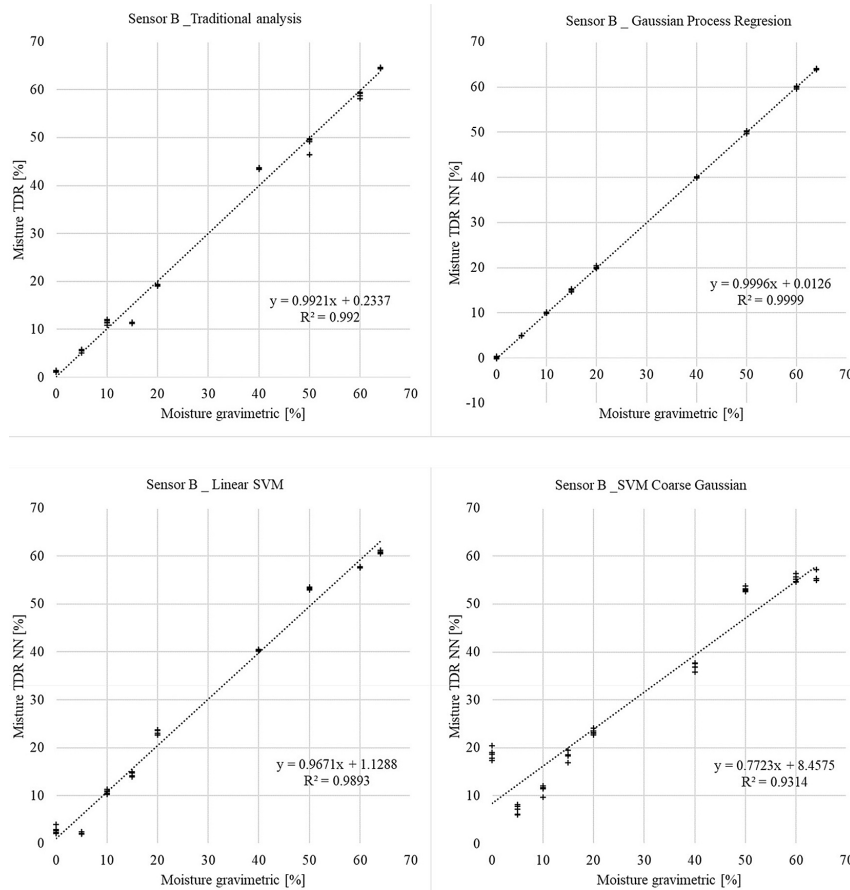 Sensor B _Traditional analysis
70
60
50
40
30
20
10
0
Misture TDR [%]
y = 0.9921x + 0.2337
R² = 0.992
0 10 20 30 40 50 60 70
Moisture gravimetric [%]
Sensor B _ Gaussian Process Regresion
70
60
50
40
30
20
10
0
-10
Misture TDR NN [%]
y = 0.9996x + 0.0126
R² = 0.9999
0 10 20 30 40 50 60 70
Moisture gravimetric [%]
Sensor B _ Linear SVM
70
60
50
40
30
20
10
0
Misture TDR NN [%]
y = 0.9671x + 1.1288
R² = 0.9893
0 10 20 30 40 50 60 70
Moisture gravimetric [%]
Sensor B _SVM Coarse Gaussian
70
60
50
40
30
20
10
0
Misture TDR NN [%]
y = 0.7723x + 8.4575
R² = 0.9314
0 10 20 30 40 50 60 70
Moisture gravimetric [%]